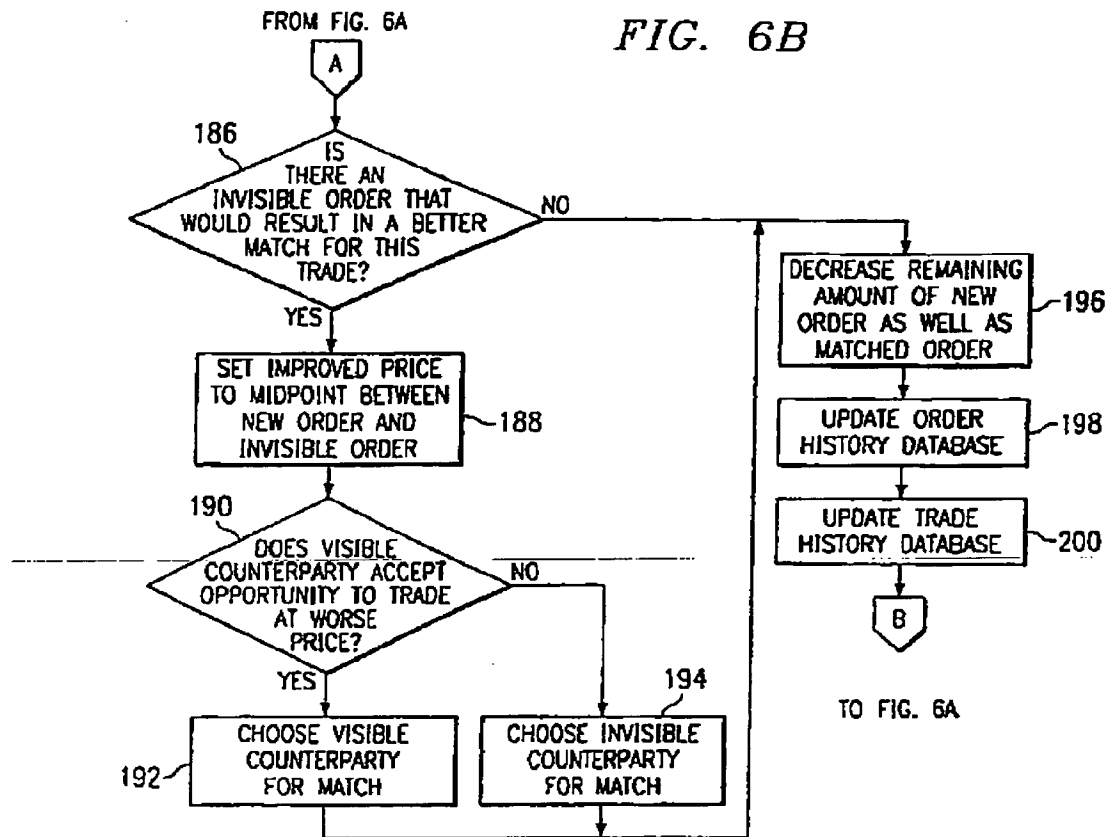 FROM FIG. 6A
FIG. 6B
A
186
IS
THERE AN
INVISIBLE ORDER THAT
WOULD RESULT IN A BETTER
MATCH FOR THIS
TRADE?
NO
YES
SET IMPROVED PRICE
TO MIDPOINT BETWEEN
NEW ORDER AND
INVISIBLE ORDER
188
190
DOES VISIBLE
COUNTERPARTY ACCEPT
OPPORTUNITY TO TRADE
AT WORSE
PRICE?
NO
YES
CHOOSE VISIBLE
COUNTERPARTY
FOR MATCH
192
194
CHOOSE INVISIBLE
COUNTERPARTY
FOR MATCH
DECREASE REMAINING
AMOUNT OF NEW
ORDER AS WELL AS
MATCHED ORDER
196
UPDATE ORDER
HISTORY DATABASE
198
UPDATE TRADE
HISTORY DATABASE
200
B
TO FIG. 6A